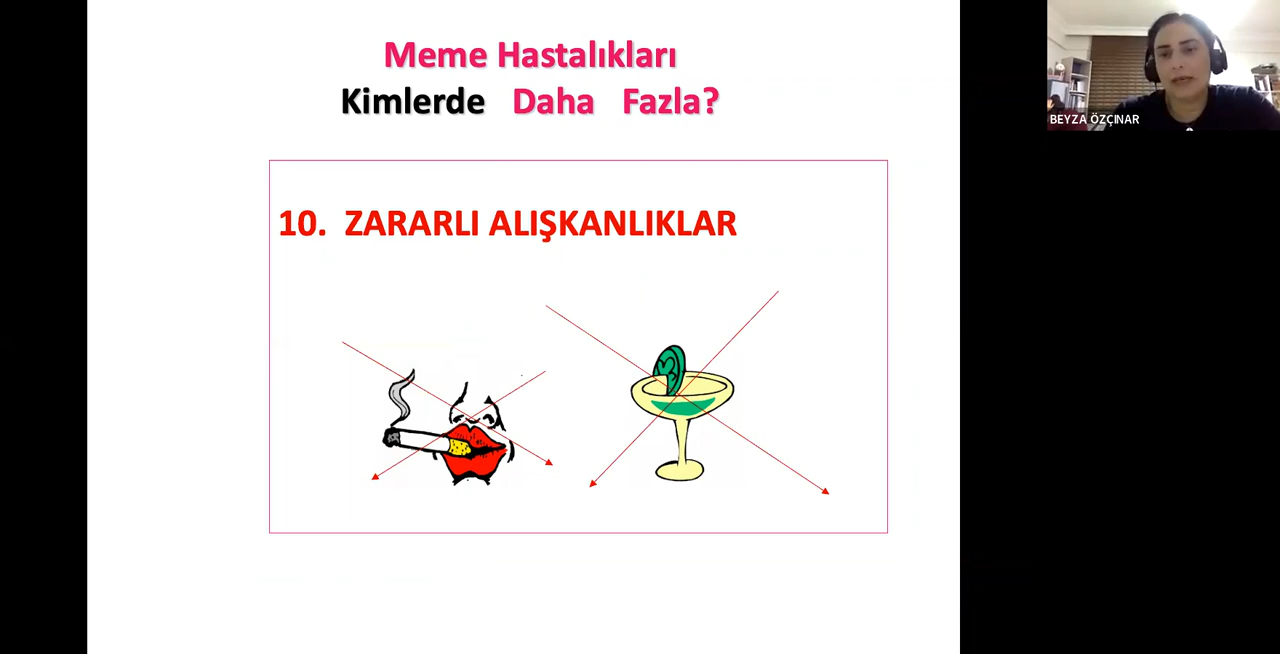 Meme Hastalıkları
Kimlerde Daha Fazla?
10. ZARARLI ALIŞKANLIKLAR
BEYZA ÖZÇINAR